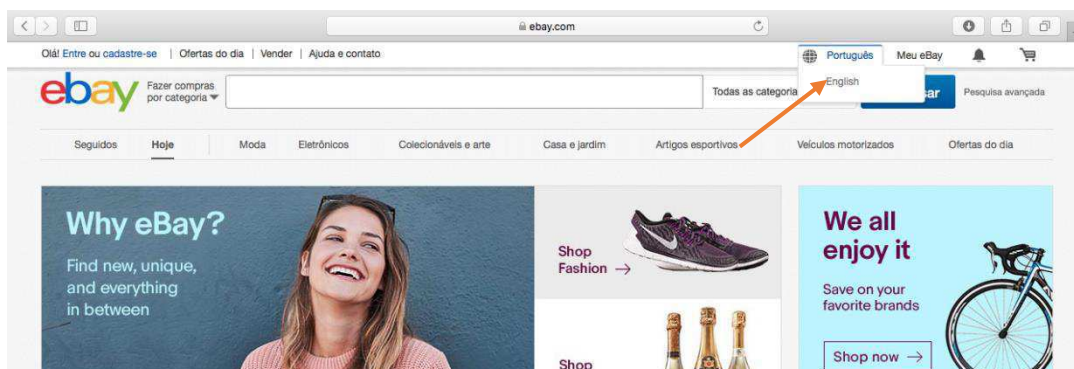 ebay.com
Olá! Entre ou cadastre-se | Ofertas do dia | Vender | Ajuda e contato
Português Meu eBay
English
ebay
Fazer compras
por categoria
Todas as categoria
sar
Pesquisa avançada
Seguidos Hoje Moda Eletrônicos Colecionáveis e arte Casa e jardim Artigos esportivos Veículos motorizados Ofertas do dia
Why eBay?
Find new, unique,
and everything
in between
Shop
Fashion →
Shop
We all
enjoy it
Save on your
favorite brands
Shop now →